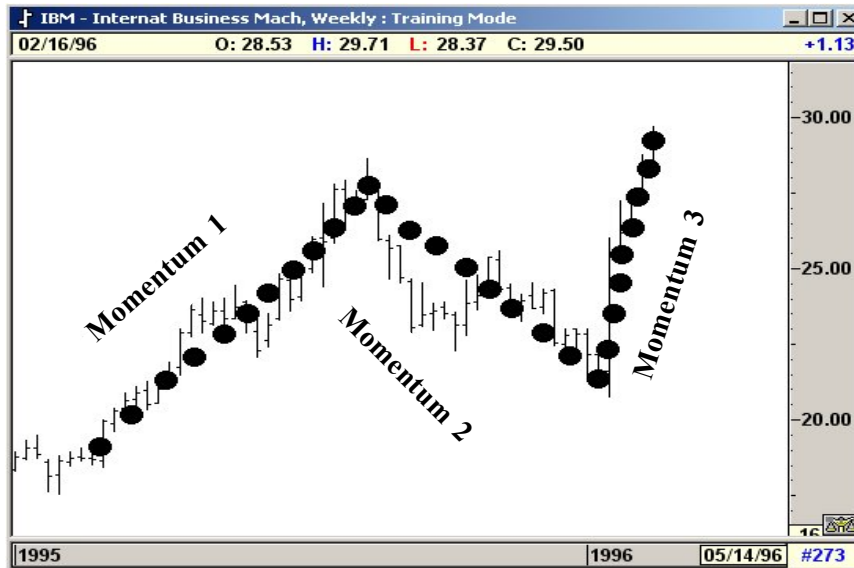 IBM - Internat Business Mach, Weekly : Training Mode
02/16/96 O: 28.53 H: 29.71 L: 28.37 C: 29.50 +1.13
30.00
Momentum 1
25.00
Momentum 3
Momentum 2
20.00
16
1995 1996 05/14/96 #273